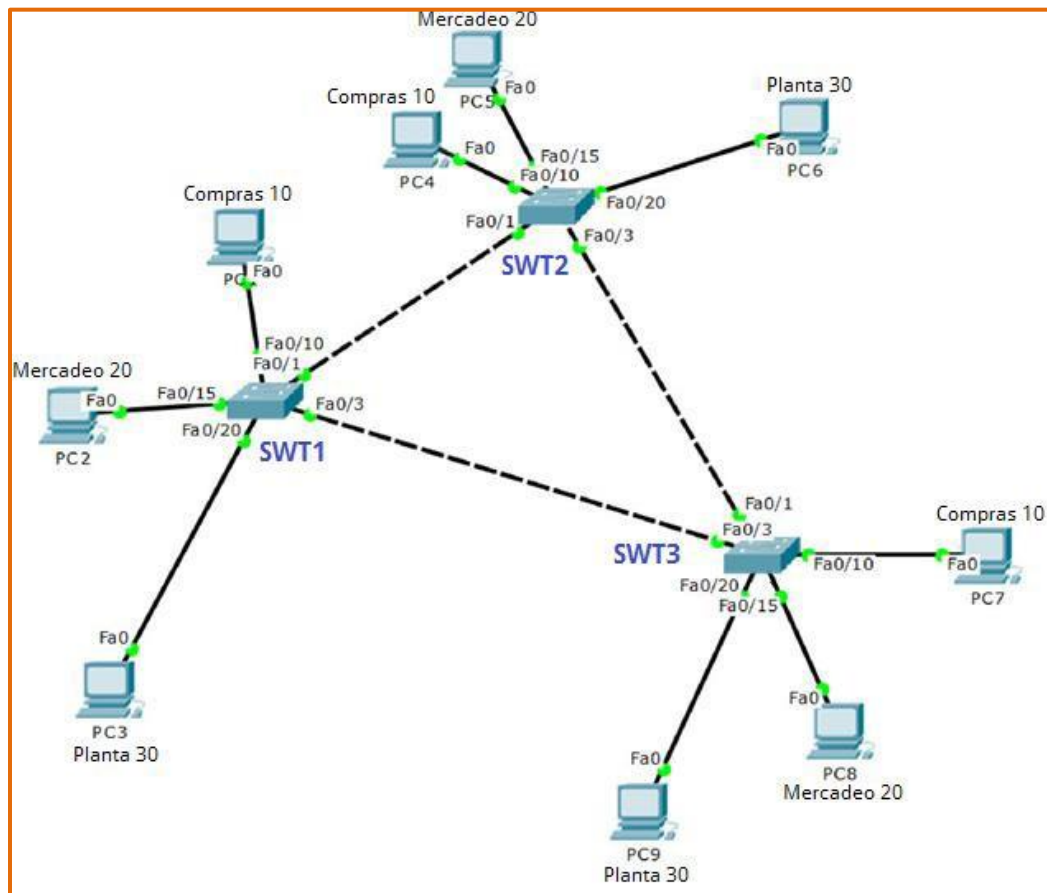 Mercadeo 20
PC5
Fa0
Compras 10
Fa0
PC4
Planta 30
Fa0
PC6
Fa0/15
Fa0/10
Fa0/20
Fa0/1
Fa0/3
SWT2
Compras 10
Fa0
Fa0/10
Fa0/1
Mercadeo 20
Fa0
PC2
Fa0/15
Fa0/20
Fa0/3
SWT1
Fa0/1
Fa0/3
SWT3
Fa0/20
Fa0/15
Fa0/10
Compras 10
Fa0
PC7
Fa0
PC3
Planta 30
Fa0
PC8
Mercadeo 20
Fa0
PC9
Planta 30